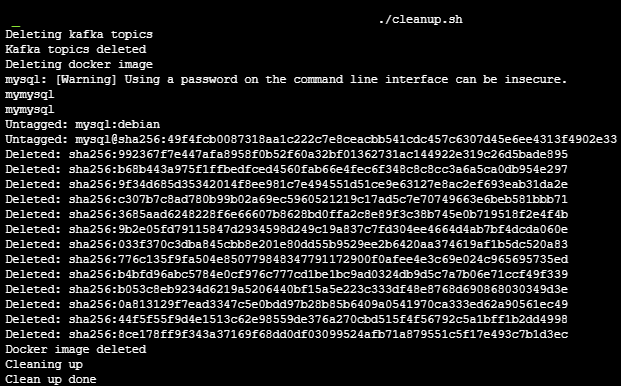 ./cleanup.sh
Deleting kafka topics
Kafka topics deleted
Deleting docker image
mysql: [Warning] Using a password on the command line interface can be insecure.
mymysql
mymysql
Untagged: mysql:debian
Untagged: mysql@sha256:49f4fcb0087318aa1c222c7e8ceacbb541cdc457c6307d45e6ee4313f4902e33
Deleted: sha256:992367f7e447afa8958f0b52f60a32bf01362731ac144922e319c26d5bade895
Deleted: sha256:b68b443a975f1ffbedfced4560fab66e4fec6f348c8c8cc3a6a5ca0db954e297
Deleted: sha256:9f34d685d35342014f8ee981c7e494551d51ce9e63127e8ac2ef693eab31da2e
Deleted: sha256:c307b7c8ad780b99b02a69ec5960521219c17ad5c7e70749663e6beb581bbb71
Deleted: sha256:3685aad6248228f6e66607b8628bd0ffa2c8e89f3c38b745e0b719518f2e4f4b
Deleted: sha256:9b2e05fd79115847d2934598d249c19a837c7fd304ee4664d4ab7bf4dcda060e
Deleted: sha256:033f370c3dba845cbb8e201e80dd55b9529ee2b6420aa374619af1b5dc520a83
Deleted: sha256:776c135f9fa504e850779848347791172900f0afee4e3c69e024c965695735ed
Deleted: sha256:b4bfd96abc5784e0cf976c777cd1be1bc9ad0324db9d5c7a7b06e71ccf49f339
Deleted: sha256:b053c8eb9234d6219a5206440bf15a5e223c333df48e8768d690868030349d3e
Deleted: sha256:0a813129f7ead3347c5e0bdd97b28b85b6409a0541970ca333ed62a90561ec49
Deleted: sha256:44f5f55f9d4e1513c62e98559de376a270cbd515f4f56792c5a1bff1b2dd4998
Deleted: sha256:8ce178ff9f343a37169f68dd0df03099524afb71a879551c5f17e493c7b1d3ec
Docker image deleted
Cleaning up
Clean up done